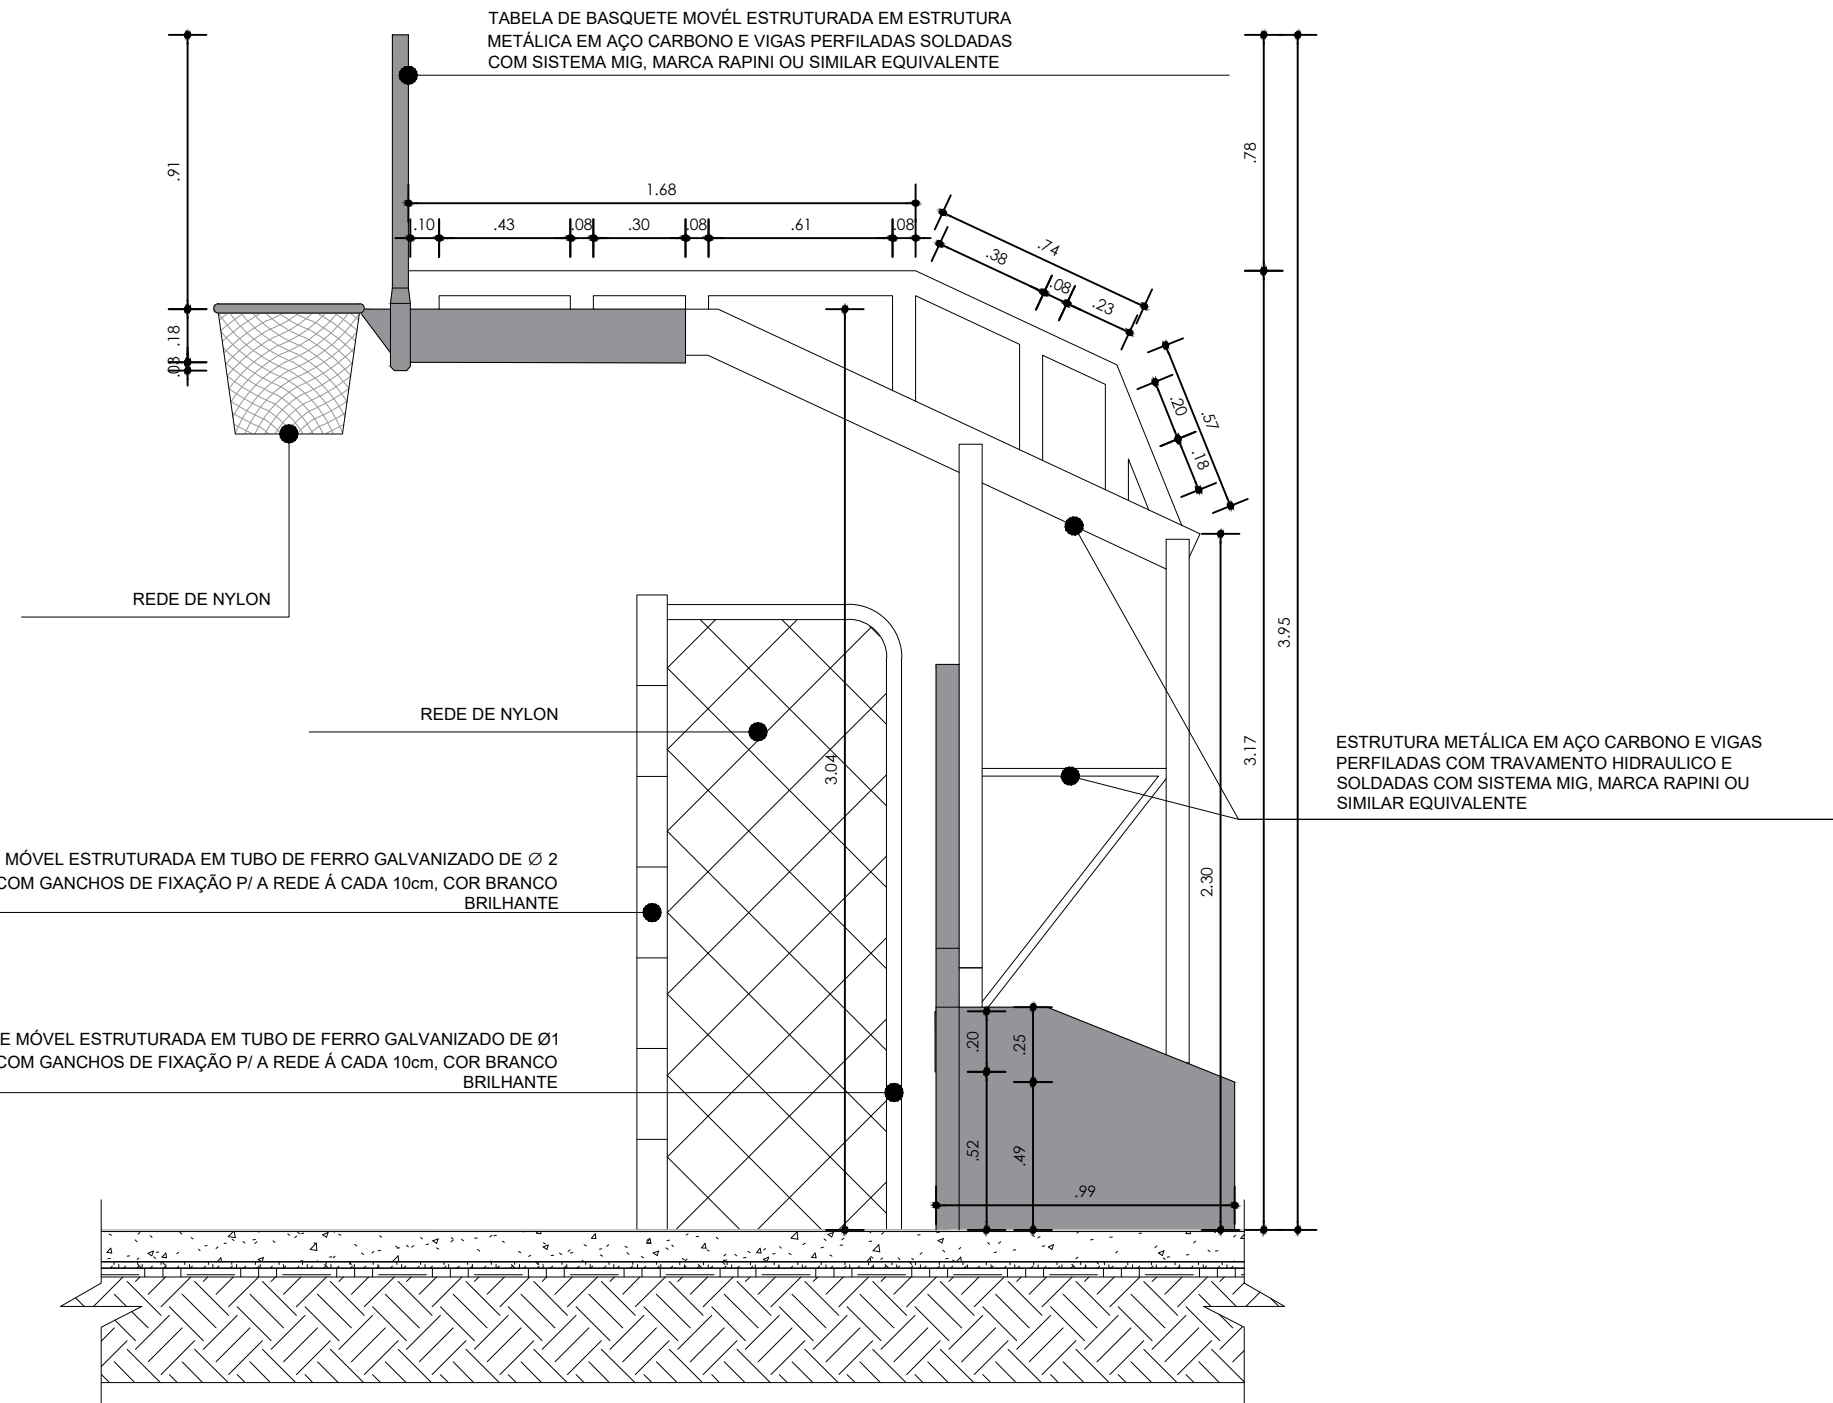 TABELA DE BASQUETE MOVÉL ESTRUTURADA EM ESTRUTURA
METÁLICA EM AÇO CARBONO E VIGAS PERFILADAS SOLDADAS
COM SISTEMA MIG, MARCA RAPINI OU SIMILAR EQUIVALENTE
.91
.78
1.68
.10
.43
.08
.30
.08
.61
.08
.74
.38
.08
.23
.18
.08
.20
.57
.18
REDE DE NYLON
3.95
REDE DE NYLON
3.04
3.17
ESTRUTURA METÁLICA EM AÇO CARBONO E VIGAS
PERFILADAS COM TRAVAMENTO HIDRAULICO E
SOLDADAS COM SISTEMA MIG, MARCA RAPINI OU
SIMILAR EQUIVALENTE
MÓVEL ESTRUTURADA EM TUBO DE FERRO GALVANIZADO DE Ø 2
COM GANCHOS DE FIXAÇÃO P/ A REDE Á CADA 10cm, COR BRANCO
BRILHANTE
2.30
E MÓVEL ESTRUTURADA EM TUBO DE FERRO GALVANIZADO DE Ø1
COM GANCHOS DE FIXAÇÃO P/ A REDE Á CADA 10cm, COR BRANCO
BRILHANTE
.20
.25
.52
.49
.99